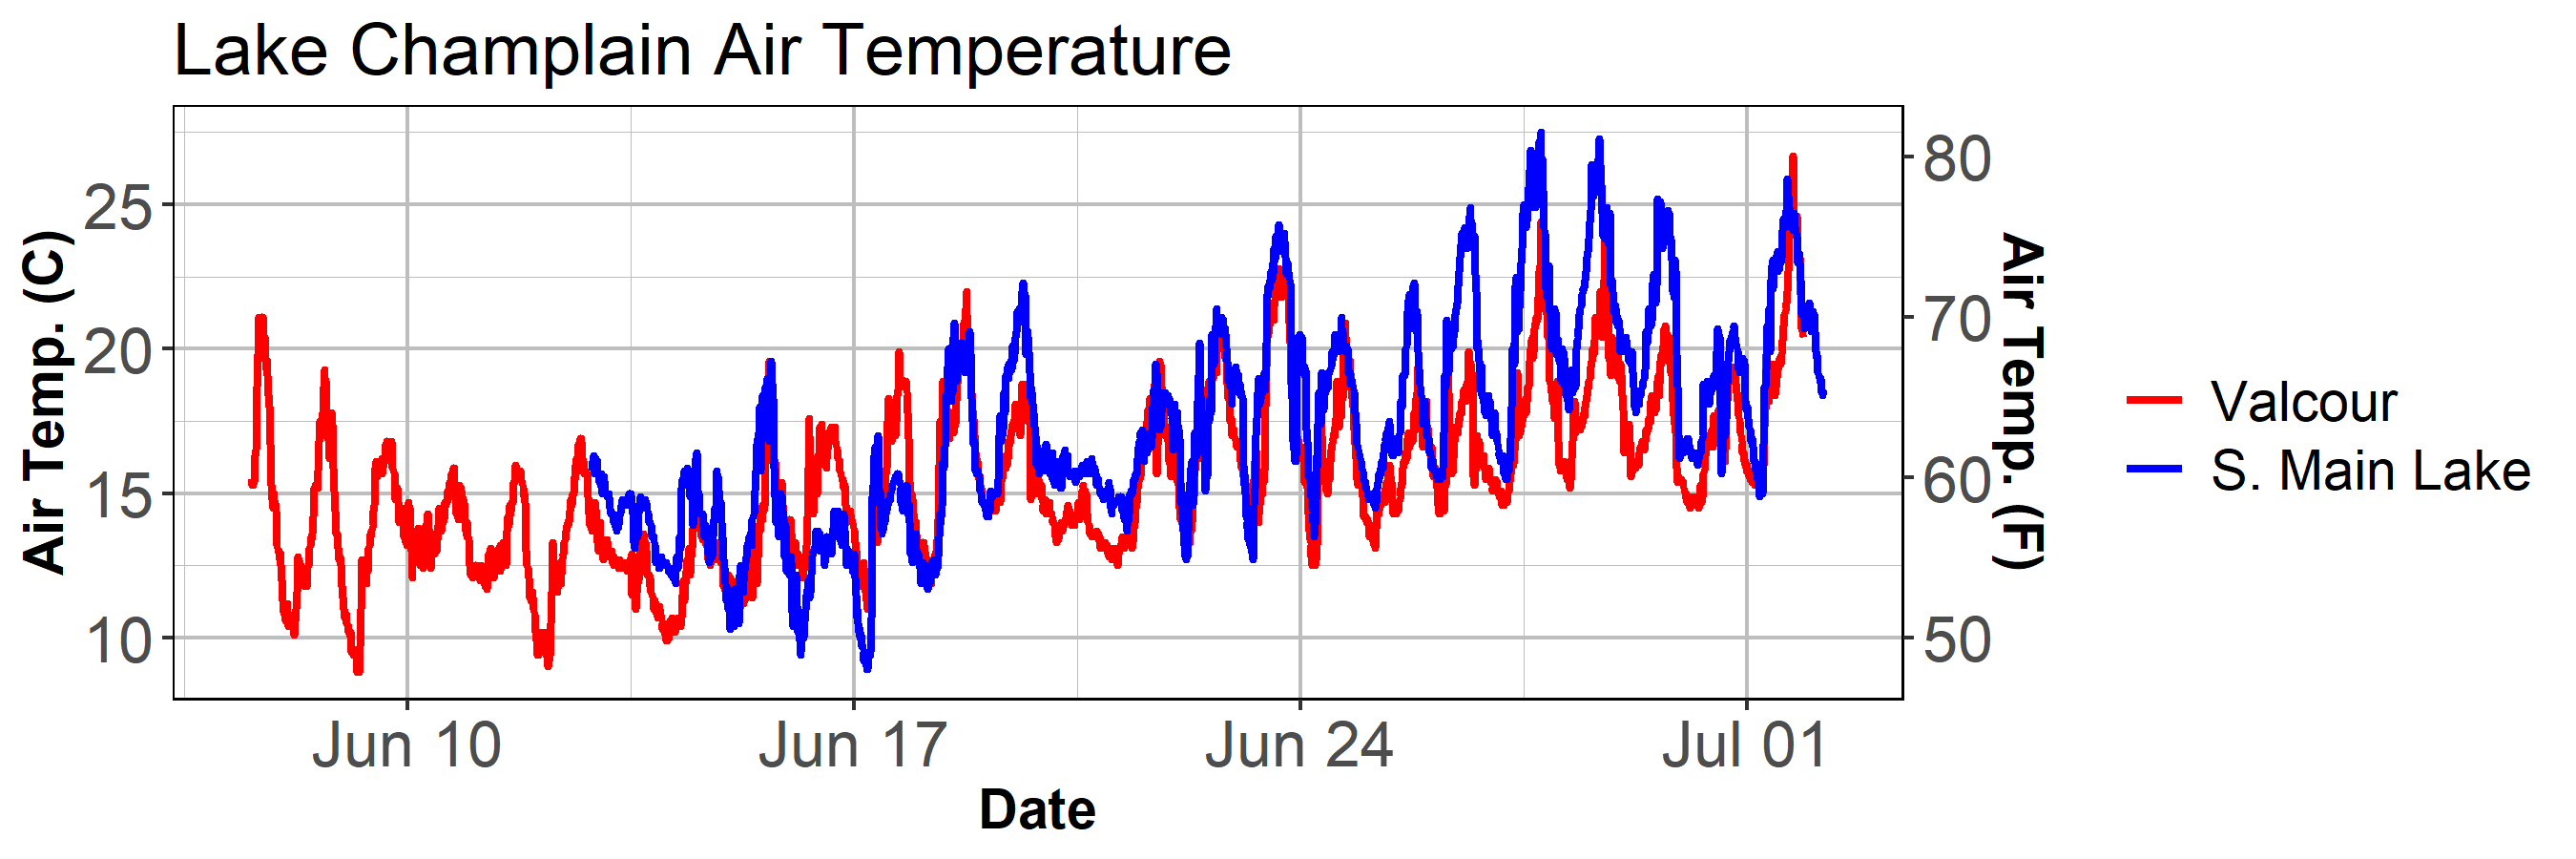 Lake Champlain Air Temperature
Air Temp. (C)
25
20
15
10
80
70
60
50
Air Temp. (F)
Jun 10
Jun 17
Jun 24
Jul 01
Date
Valcour
S. Main Lake